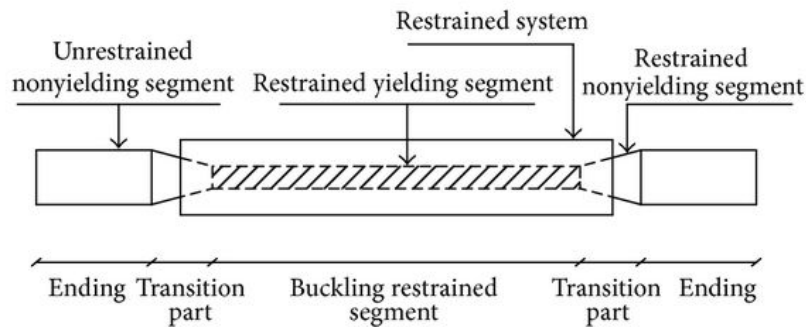 Restrained system
Unrestrained
nonyielding segment
Restrained yielding segment
Restrained
nonyielding segment
Ending
Transition
part
Buckling restrained
segment
Transition
part
Ending